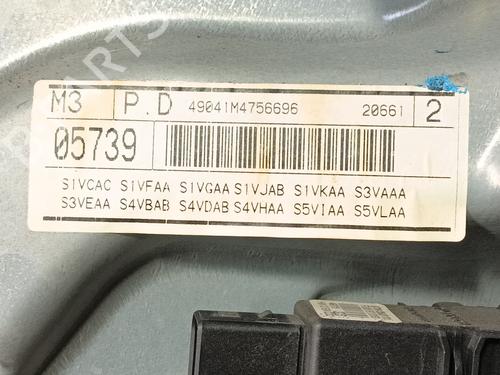 M3 P.D 49041M4756696 20661 2
05739
S1VCAC S1VFAA S1VGAA S1VJAB S1VKAA S3VAAA
S3VEAA S4VBAB S4VDAB S4VHAA S5VIAA S5VLAA